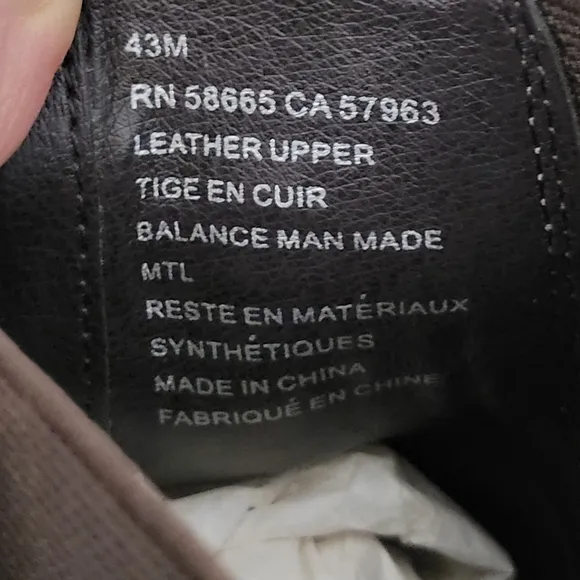 43M
RN 58665 CA 57963
LEATHER UPPER
TIGE EN CUIR
BALANCE MAN MADE
MTL
RESTE EN MATÉRIAUX
SYNTHÉTIQUES
MADE IN CHINA
FABRIQUÉ EN CHINE